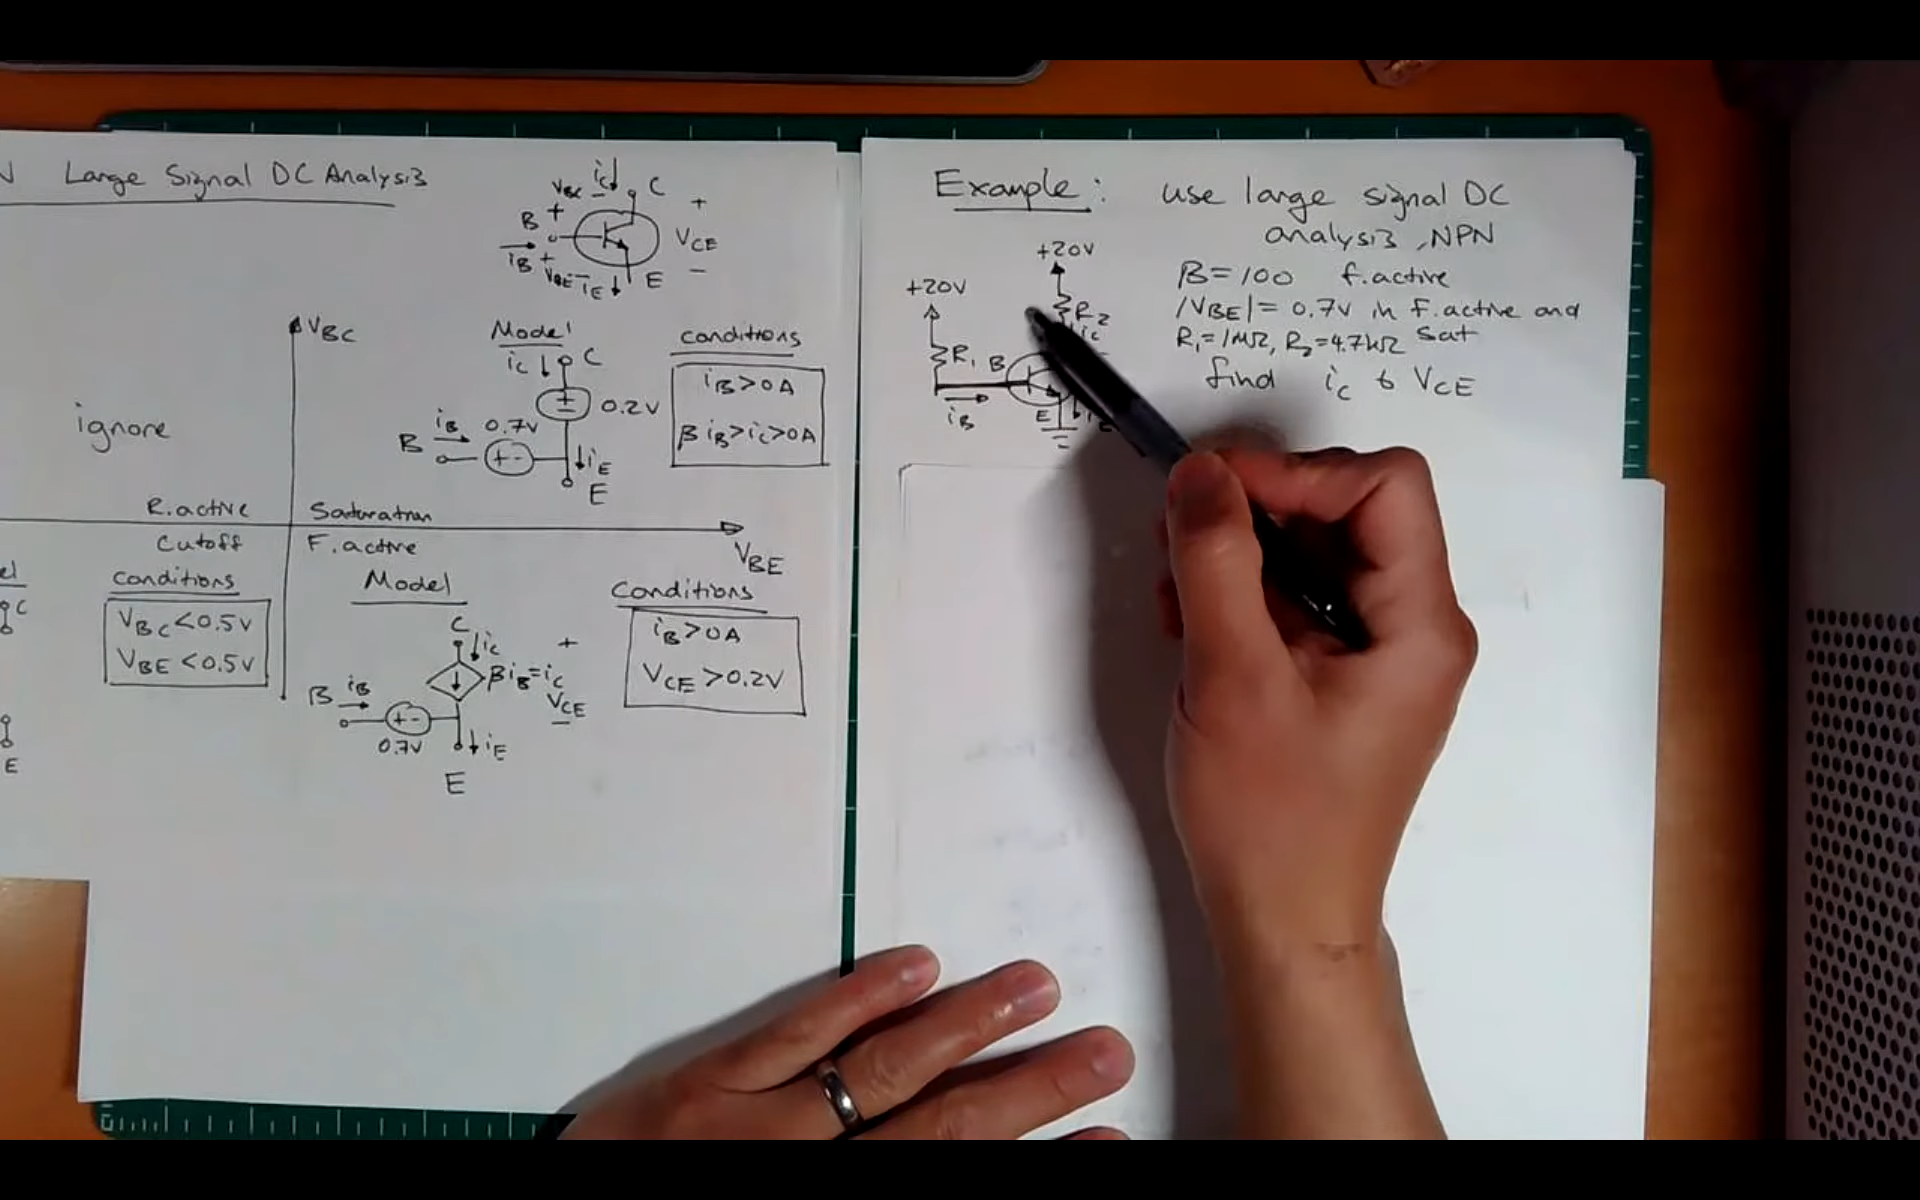 Large Signal DC Analysis
iC C
VBC
+
B + VCE
iB + VBE - iE E -
VBC
Model
iC C
0.2V
iB 0.7V
B + -
iE
E
conditions
iB>0A
βiB>iC>0A
ignore
R.active Saturation
Cutoff F.active
VBE
conditions
VBC<0.5V
VBE<0.5V
C
E
Model
C
iC +
βiB=iC
B iB VCE
+ - -
0.7V iE
E
Conditions
iB>0A
VCE>0.2V
Example: use large signal DC
analysis, NPN
+20V
+20V
R2
iC
R1 B
iB E
β=100 f.active
|VBE|= 0.7V in f.active and
R1=1MΩ, R2=4.7kΩ sat
find iC & VCE